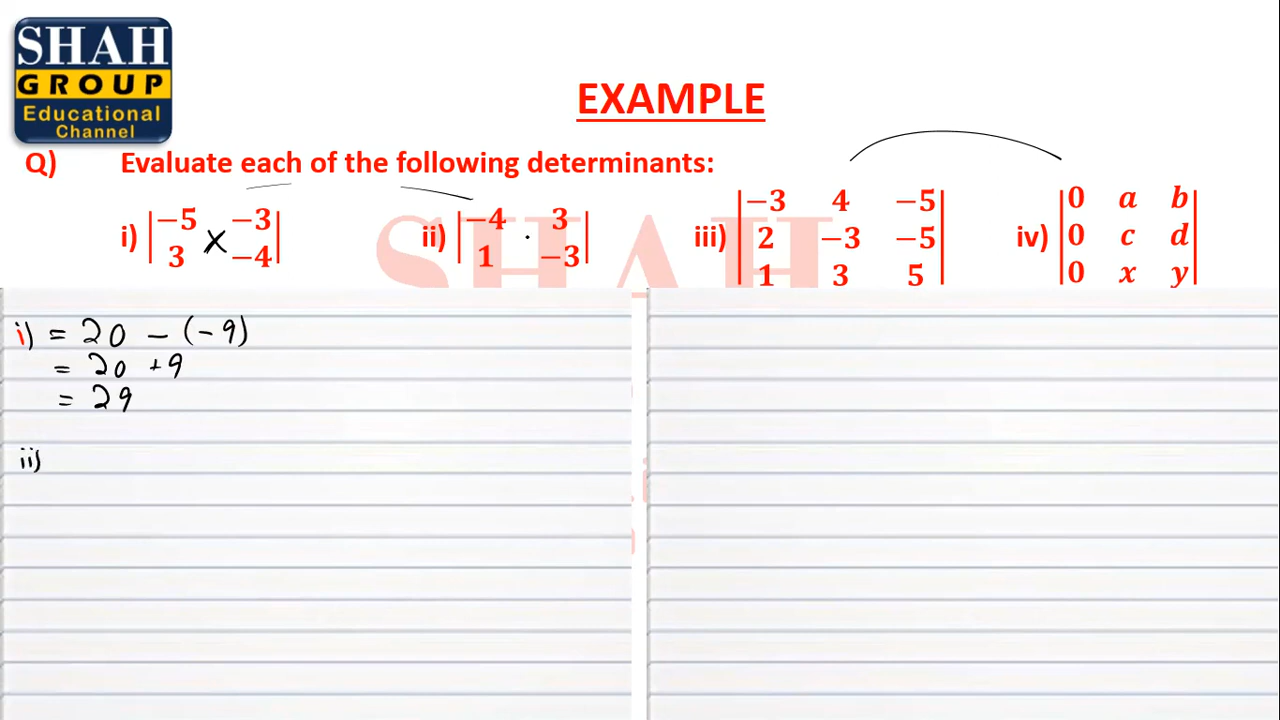 SHAH
GROUP
Educational
Channel
EXAMPLE
Q) Evaluate each of the following determinants:
i) |−5 −3|
|3 −4|
ii) |−4 3|
|1 −3|
iii) |−3 4 −5|
|2 −3 −5|
|1 3 5|
iv) |0 a b|
|0 c d|
|0 x y|
SHA
i) = 20 − (−9)
= 20 + 9
= 29
ii)